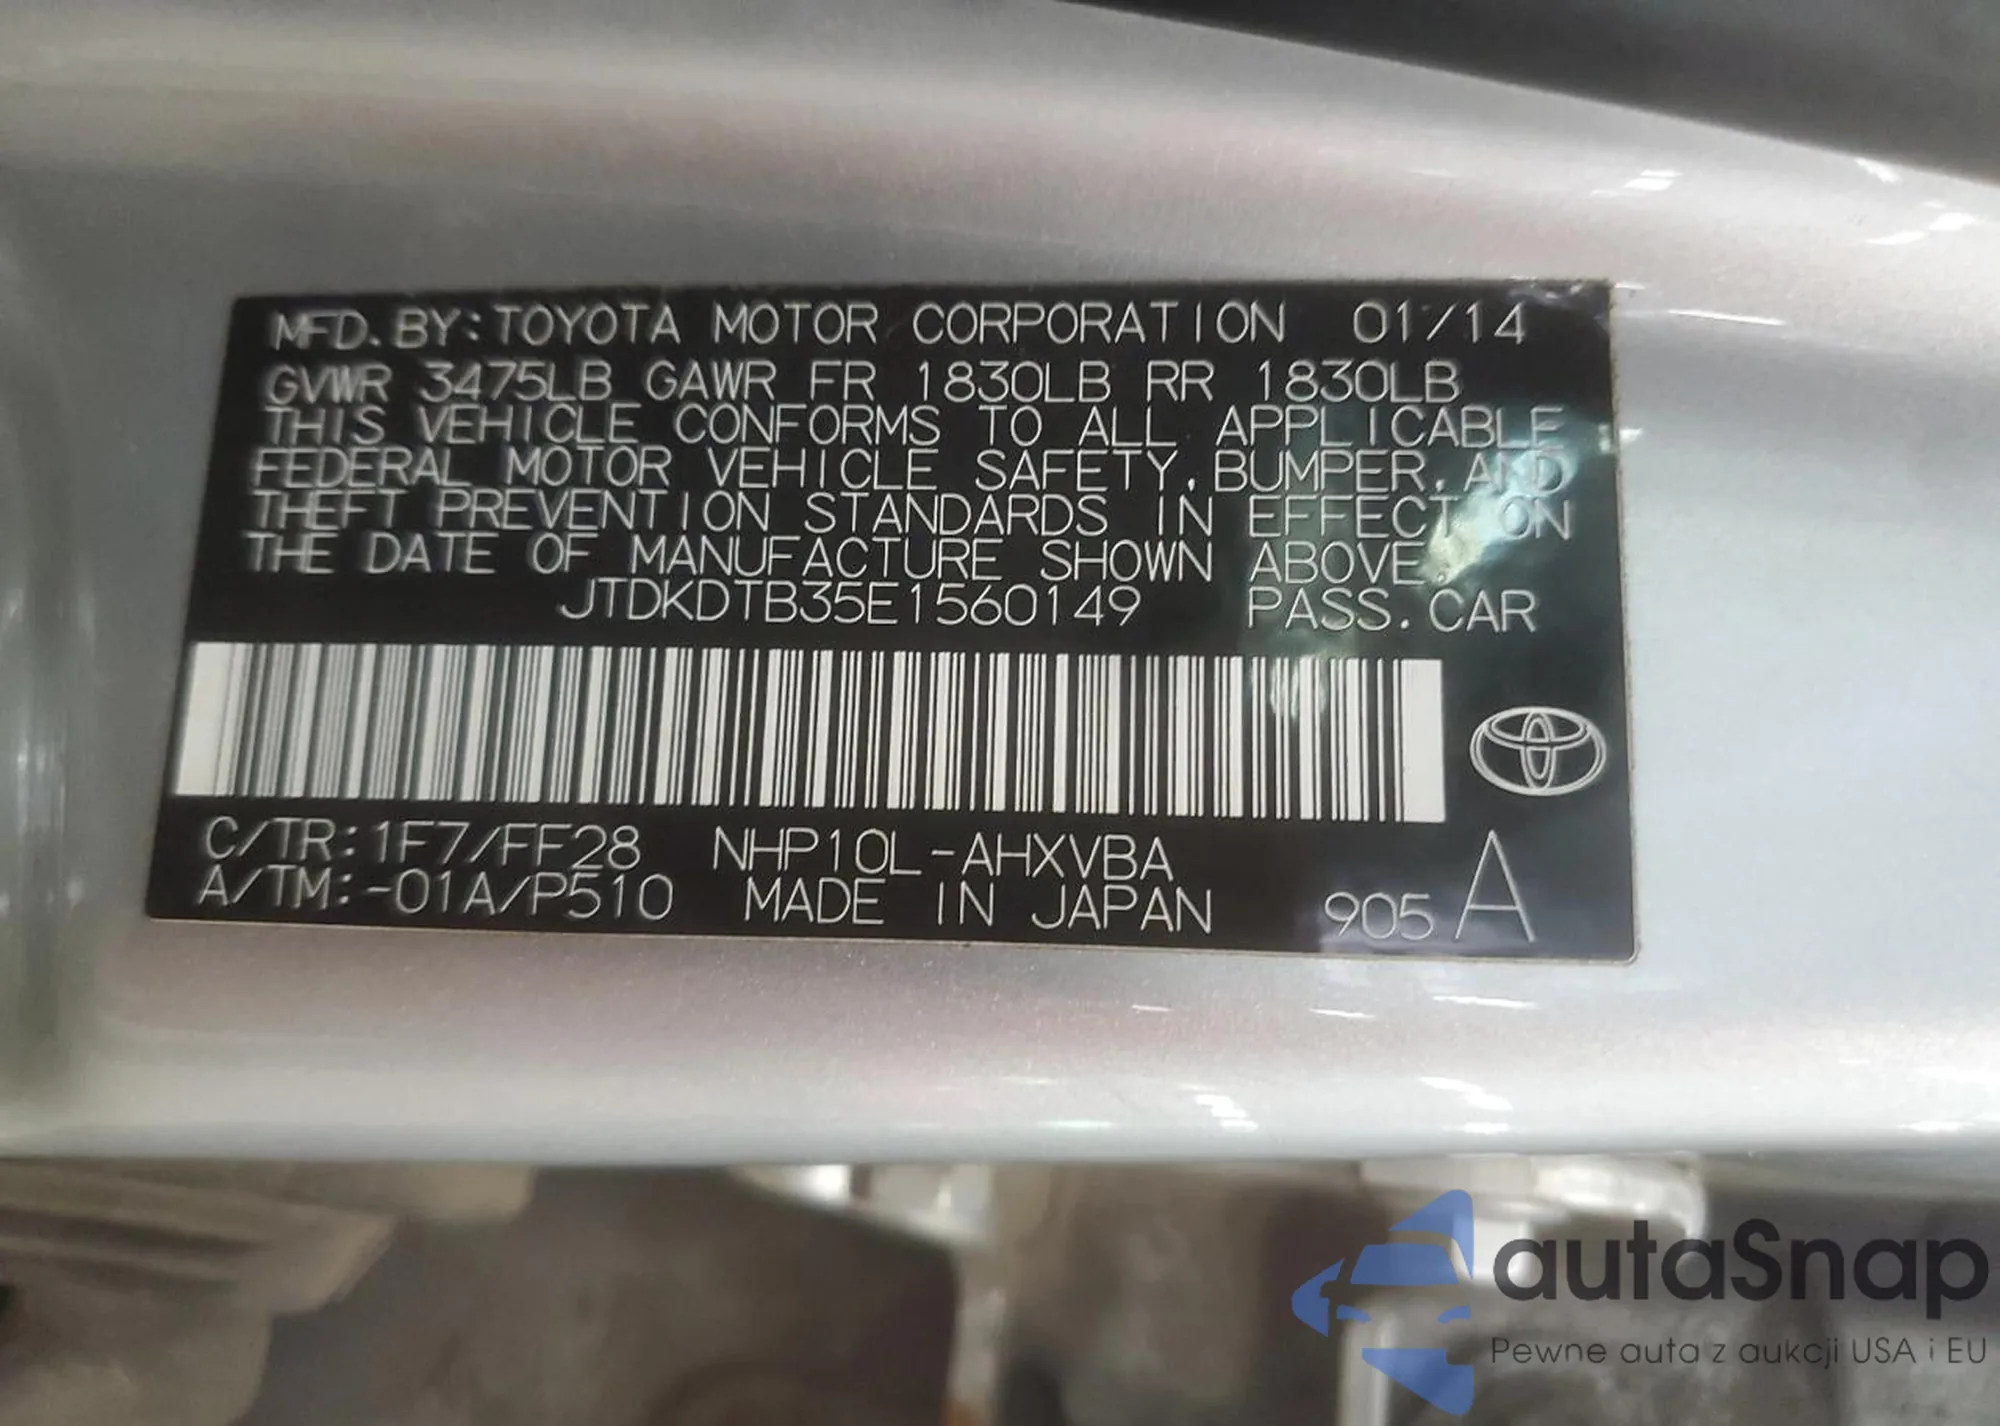 MFD. BY: TOYOTA MOTOR CORPORATION 01/14
GVWR 3475LB GAWR FR 1830LB RR 1830LB
THIS VEHICLE CONFORMS TO ALL APPLICABLE
FEDERAL MOTOR VEHICLE SAFETY, BUMPER, AND
THEFT PREVENTION STANDARDS IN EFFECT ON
THE DATE OF MANUFACTURE SHOWN ABOVE.
JTDKDTB35E1560149 PASS. CAR
C/TR: 1F7/FF28 NHP10L-AHXVBA
A/TM: -01A/P510 MADE IN JAPAN 905 A
autaSnap
Pewne auta z aukcji USA i EU